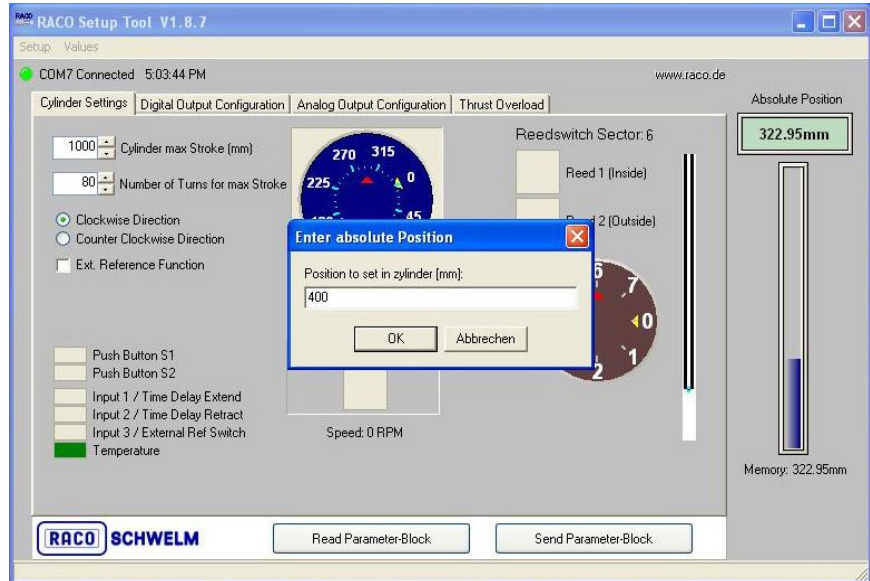 RACO Setup Tool V1.8.7
Setup Values
COM7 Connected 5:03:44 PM
www.raco.de
Cylinder Settings
Digital Output Configuration
Analog Output Configuration
Thrust Overload
1000 Cylinder max Stroke (mm)
80 Number of Turns for max Stroke
Clockwise Direction
Counter Clockwise Direction
Ext. Reference Function
Push Button S1
Push Button S2
Input 1 / Time Delay Extend
Input 2 / Time Delay Retract
Input 3 / External Ref Switch
Temperature
270 315
225 0
45
Speed: 0 RPM
Reedswitch Sector: 6
Reed 1 (Inside)
2 (Outside)
6 7
0
2 1
Enter absolute Position
Position to set in zylinder [mm]:
400
OK Abbrechen
Absolute Position
322.95mm
Memory: 322.95mm
RACO SCHWELM
Read Parameter-Block
Send Parameter-Block